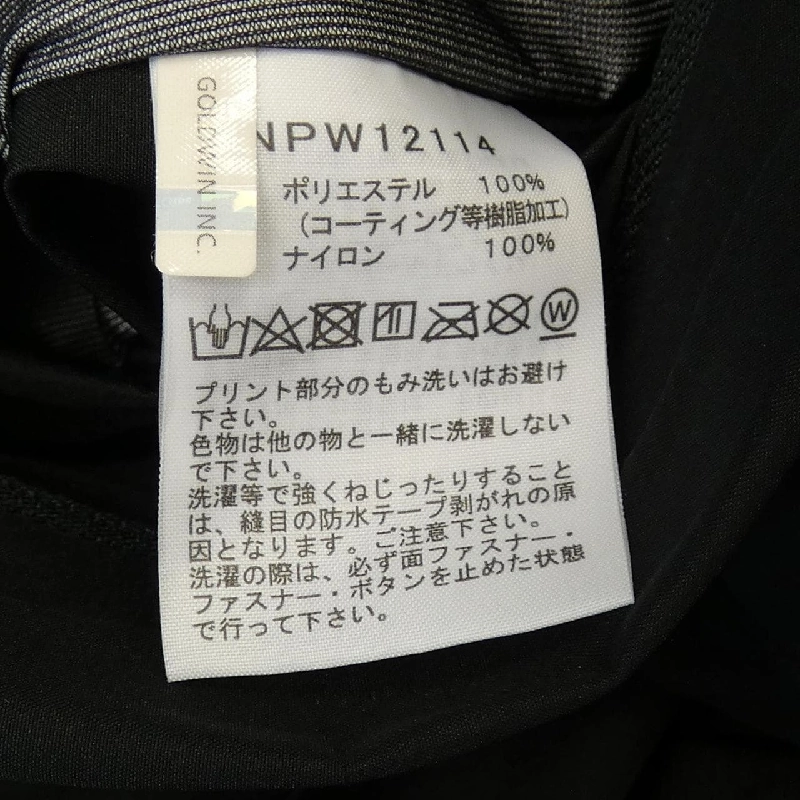 GOLDWIN INC.
NPW12114
ポリエステル 100%
(コーティング等樹脂加工)
ナイロン 100%
W
プリント部分のもみ洗いはお避け
下さい。
色物は他の物と一緒に洗濯しない
で下さい。
洗濯等で強くねじったりすること
は、縫目の防水テープ剥がれの原
因となります。ご注意下さい。
洗濯の際は、必ず面ファスナー・
ファスナー・ボタンを止めた状態
で行って下さい。